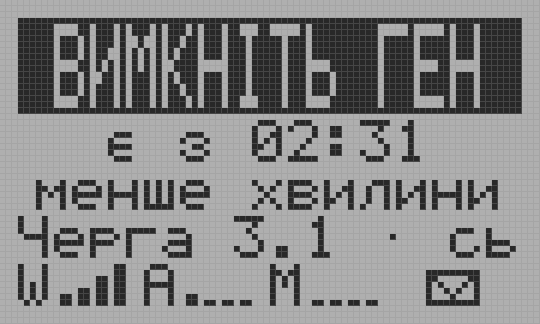 ВИМКНІТЬ ГЕН
є з 02:31
менше хвилини
Черга 3.1 · сь
W A M